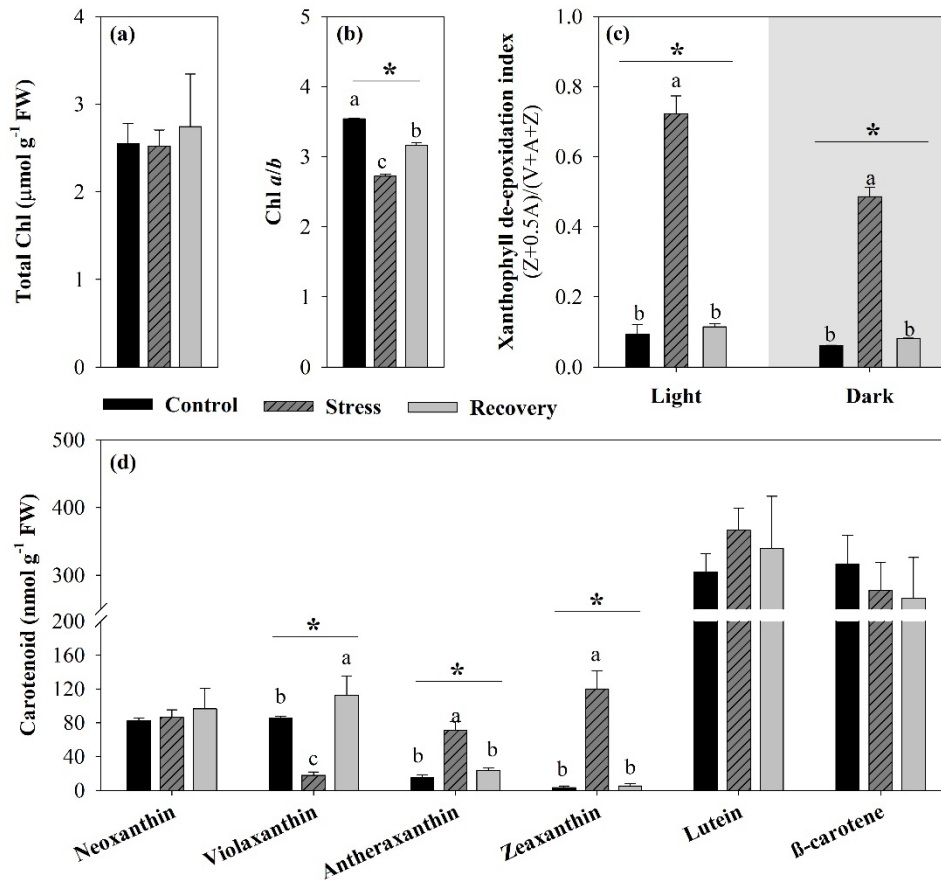 (a)
Total Chl (μmol g⁻¹ FW)
4
3
2
1
0
(b)
*
a
c
b
Chl a/b
5
4
3
2
1
0
(c)
*
a
b
b
*
a
b
b
Xanthophyll de-epoxidation index
(Z+0.5A)/(V+A+Z)
1.0
0.8
0.6
0.4
0.2
0.0
Light
Dark
Control
Stress
Recovery
(d)
Carotenoid (nmol g⁻¹ FW)
500
400
300
200
160
120
80
40
0
*
b
c
a
*
b
a
b
*
b
a
b
Neoxanthin
Violaxanthin
Antheraxanthin
Zeaxanthin
Lutein
ß-carotene